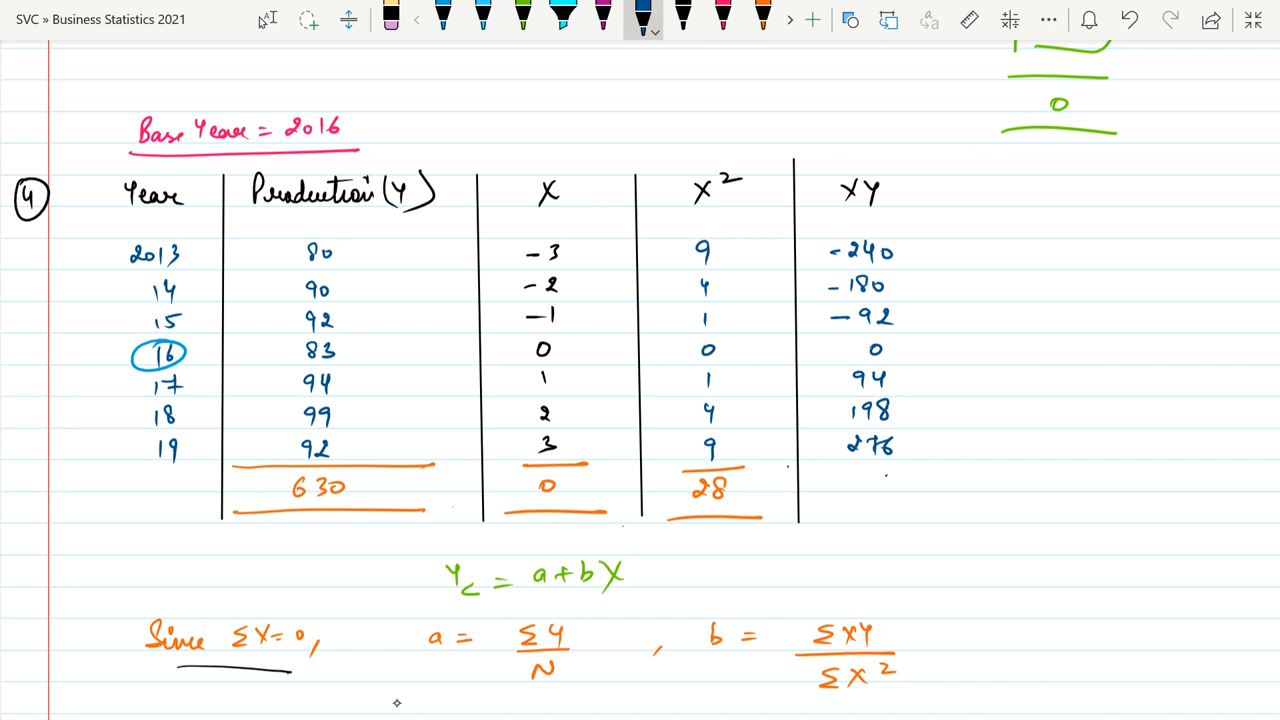 SVC » Business Statistics 2021
0
Base Year = 2016
4 Year Production (Y) X X² XY
2013 80 -3 9 -240
14 90 -2 4 -180
15 92 -1 1 -92
16 83 0 0 0
17 94 1 1 94
18 99 2 4 198
19 92 3 9 276
630 0 28
Yc = a+bX
Since ΣX=0, a = ΣY/N , b = ΣXY/ΣX²